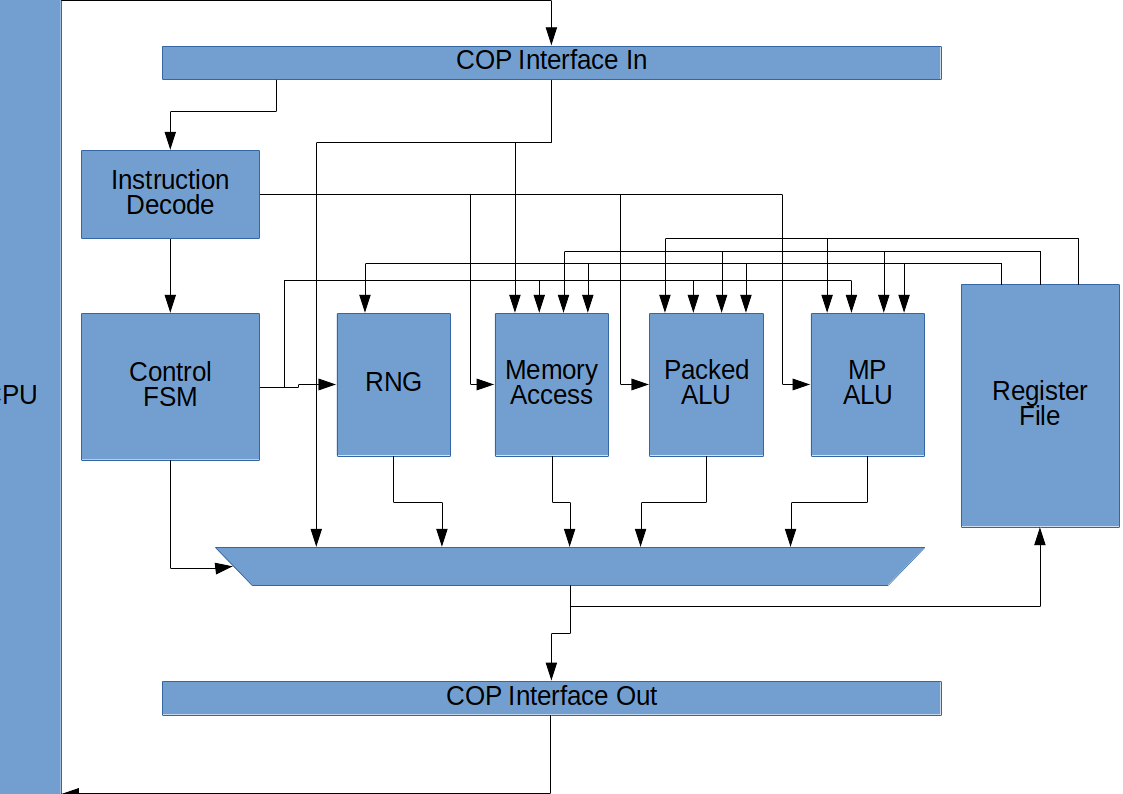 COP Interface In
Instruction
Decode
Control
FSM
RNG
Memory
Access
Packed
ALU
MP
ALU
Register
File
PU
COP Interface Out